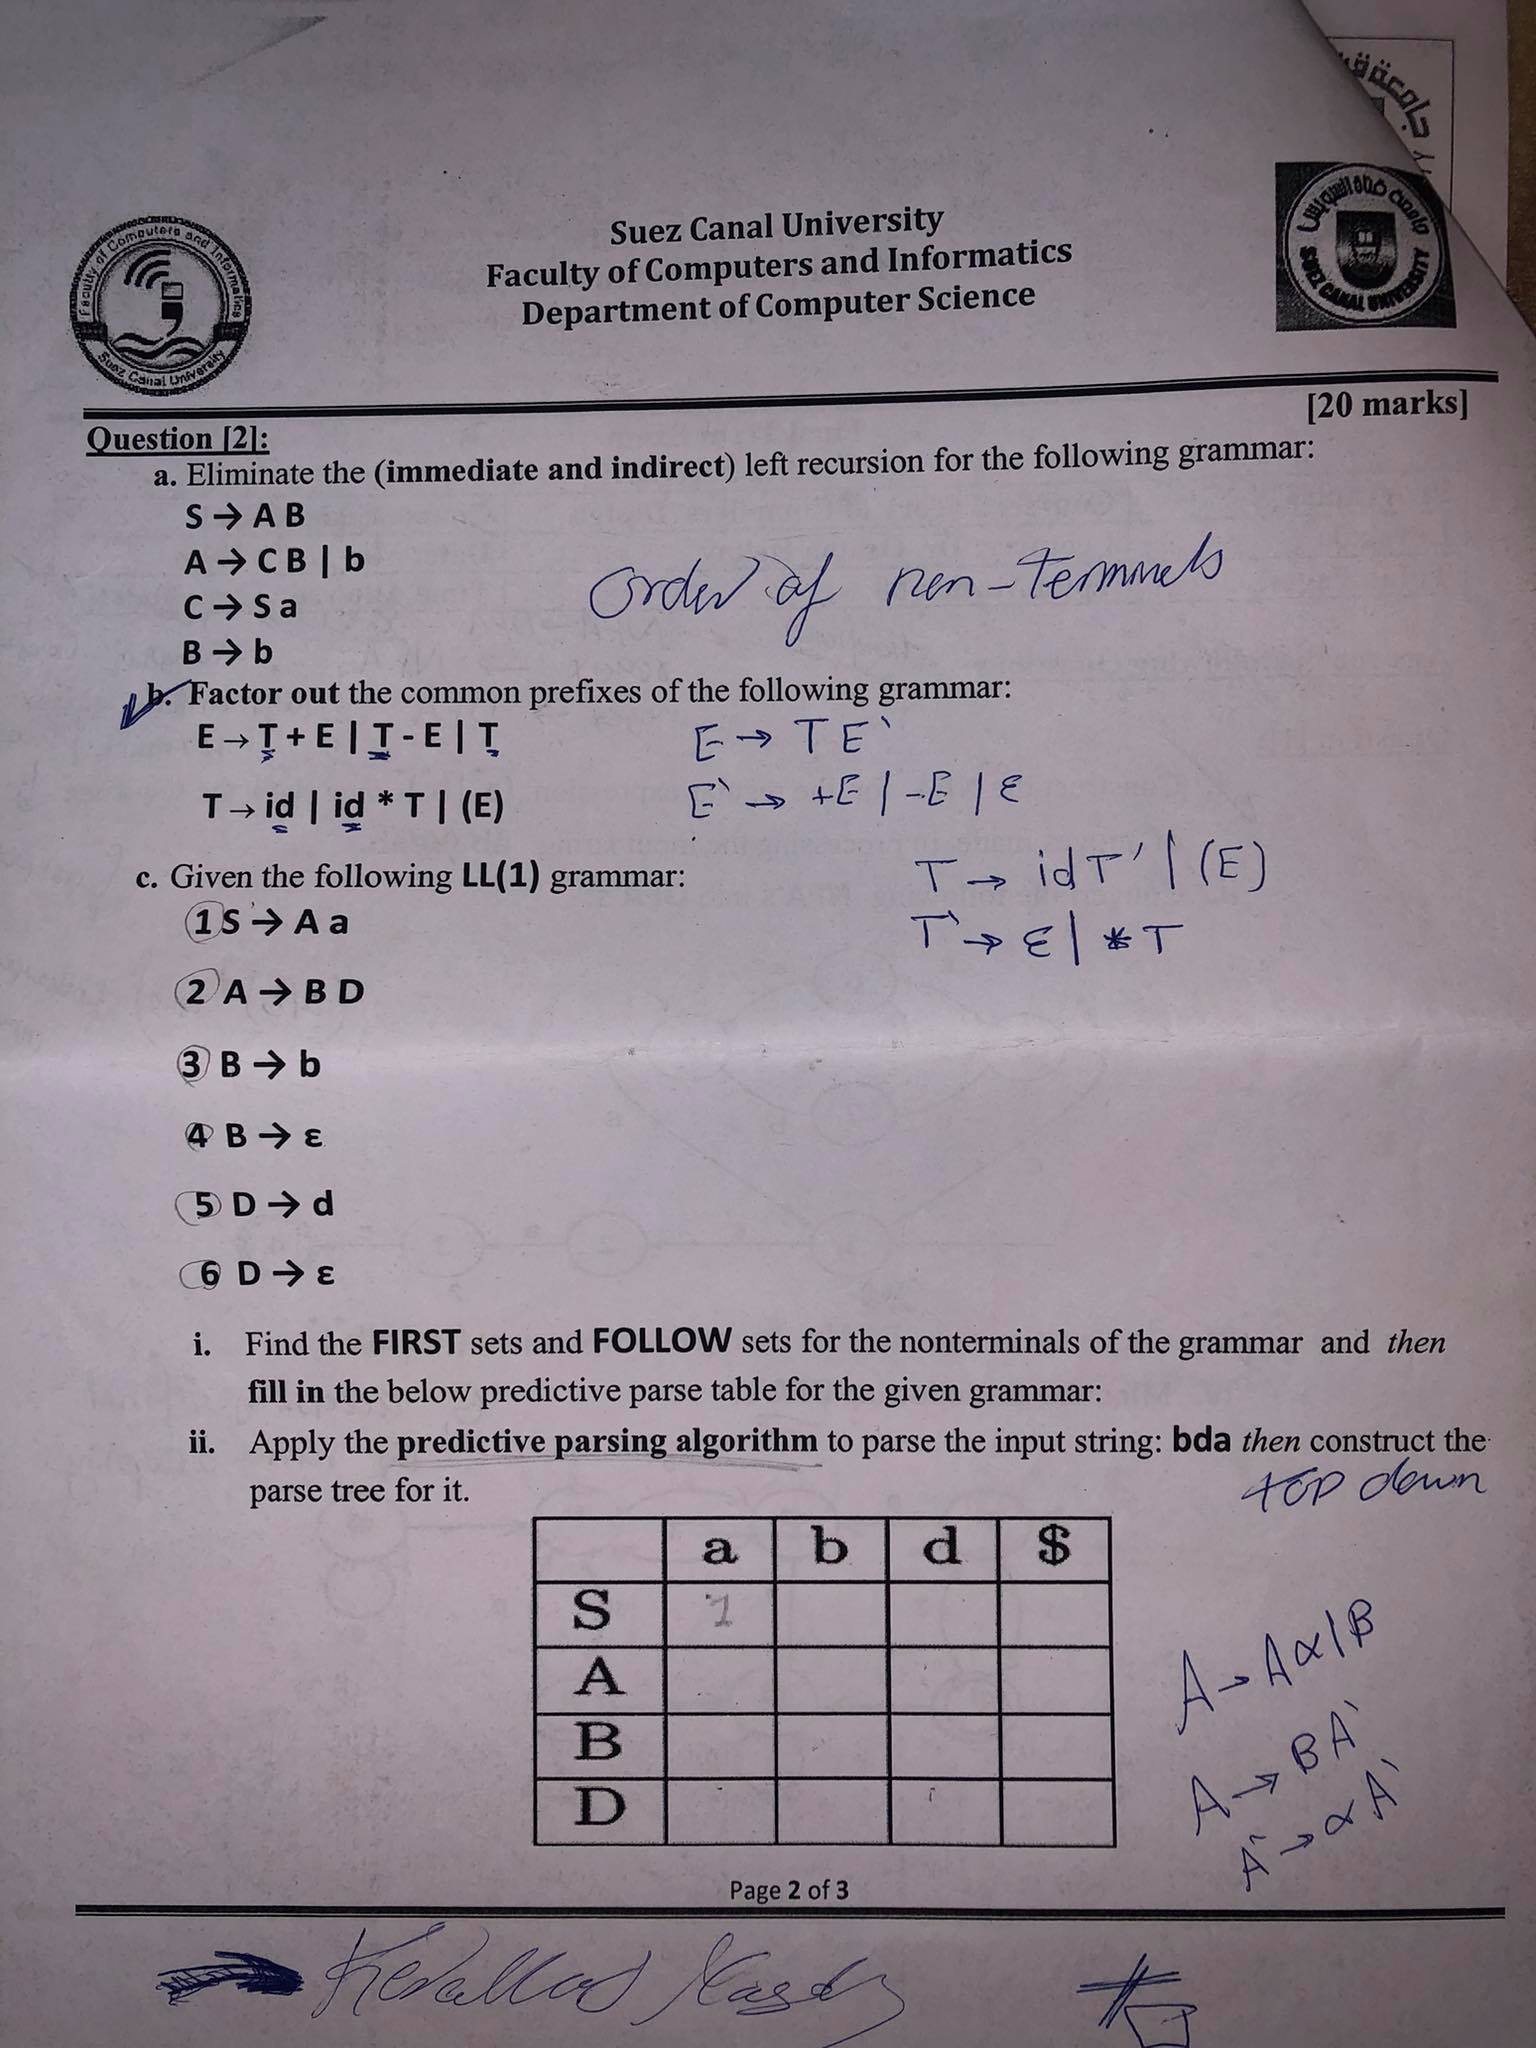 جامعة قناة السويس
SUEZ CANAL UNIVERSITY
Faculty of Computers and Informatics
Suez Canal University
Suez Canal University
Faculty of Computers and Informatics
Department of Computer Science
[20 marks]
Question [2]:
a. Eliminate the (immediate and indirect) left recursion for the following grammar:
S → A B
A → C B | b
C → S a
B → b
order of non-terminals
b. Factor out the common prefixes of the following grammar:
E → T + E | T - E | T
E → T E`
T → id | id * T | (E)
E` → +E | -E | ε
c. Given the following LL(1) grammar:
T → id T' | (E)
1 S → A a
T` → ε | * T
2 A → B D
3 B → b
4 B → ε
5 D → d
6 D → ε
i. Find the FIRST sets and FOLLOW sets for the nonterminals of the grammar and then
fill in the below predictive parse table for the given grammar:
ii. Apply the predictive parsing algorithm to parse the input string: bda then construct the
parse tree for it.
top down
a b d $
S 1
A
B
D
A → Aα | β
A → βA`
A` → αA`
Page 2 of 3